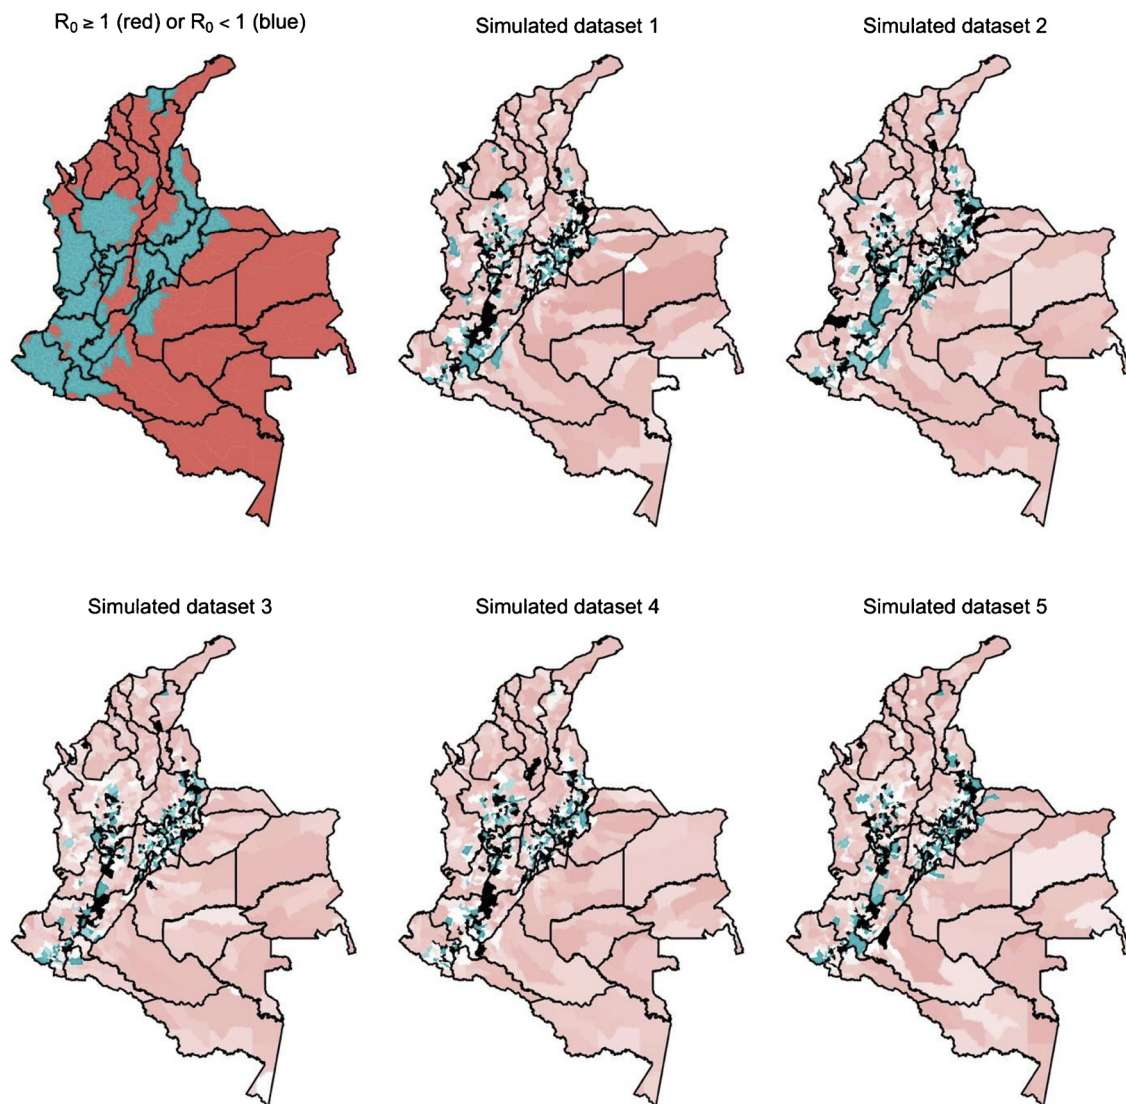 R₀ ≥ 1 (red) or R₀ < 1 (blue)
Simulated dataset 1
Simulated dataset 2
Simulated dataset 3
Simulated dataset 4
Simulated dataset 5